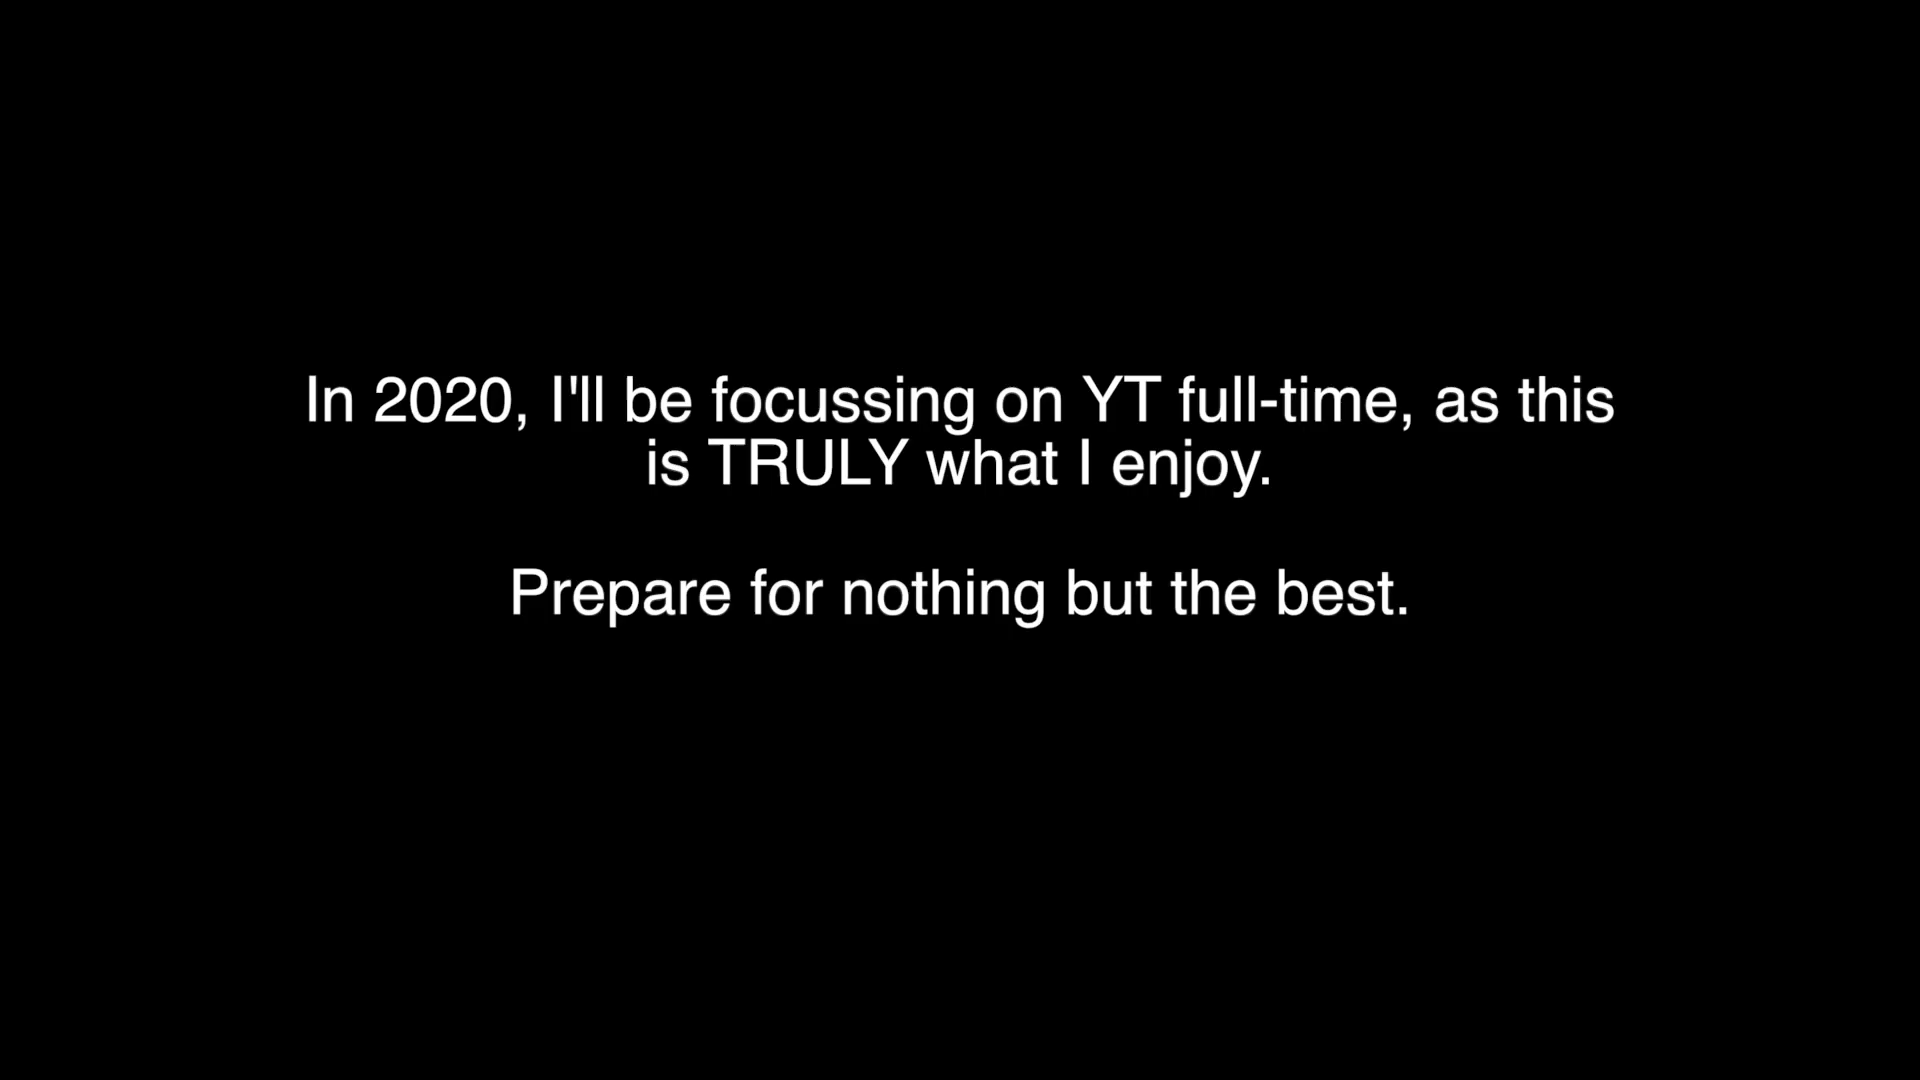 In 2020, I'll be focussing on YT full-time, as this
is TRULY what I enjoy.
Prepare for nothing but the best.